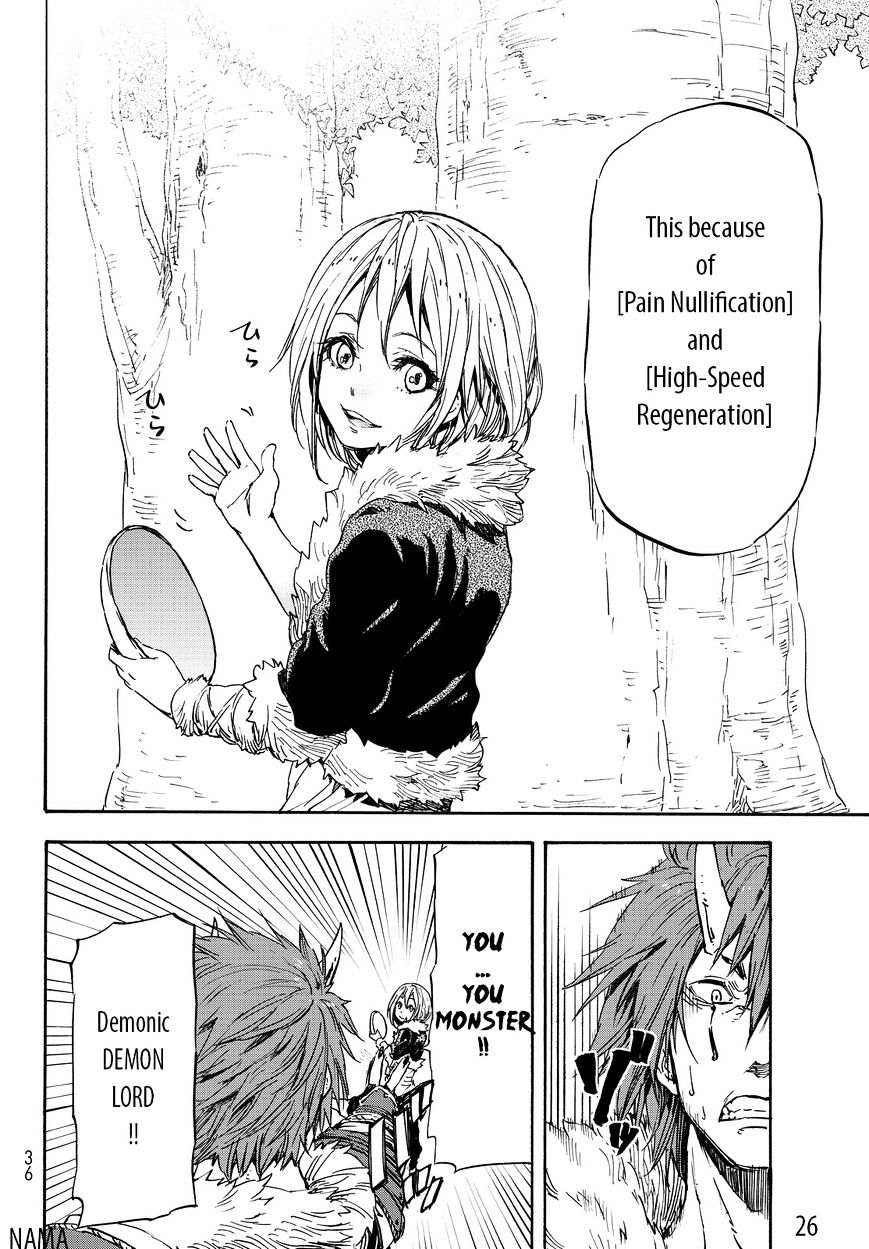 This because
of
[Pain Nullification]
and
[High-Speed
Regeneration]
ひら
ひら
YOU
...
YOU
MONSTER
!!
Demonic
DEMON
LORD
!!
36
NAMA
26